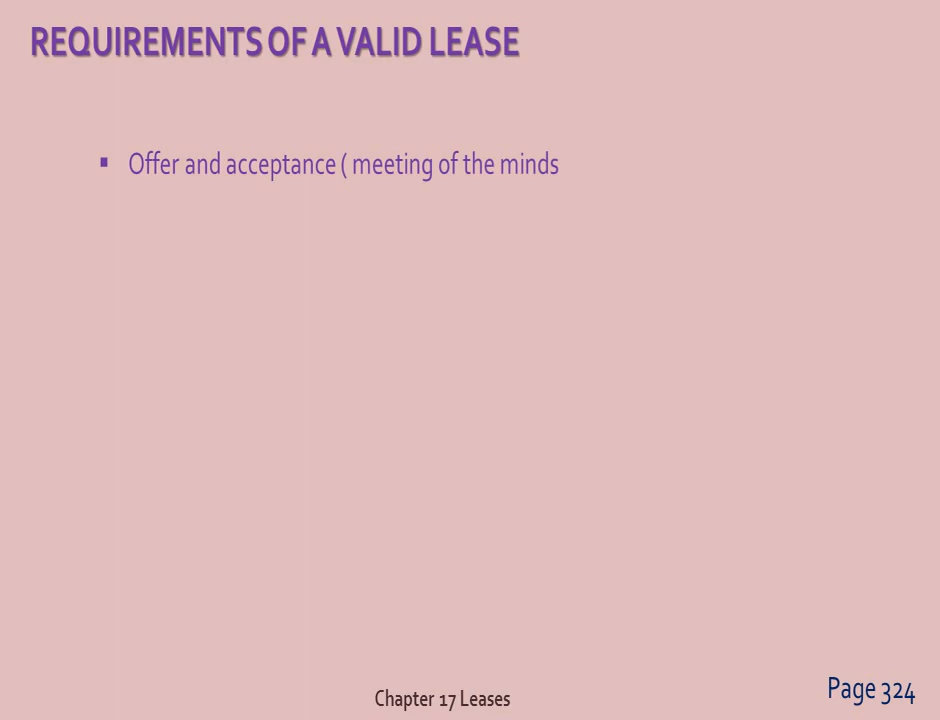 REQUIREMENTS OF A VALID LEASE
▪ Offer and acceptance ( meeting of the minds
Chapter 17 Leases
Page 324